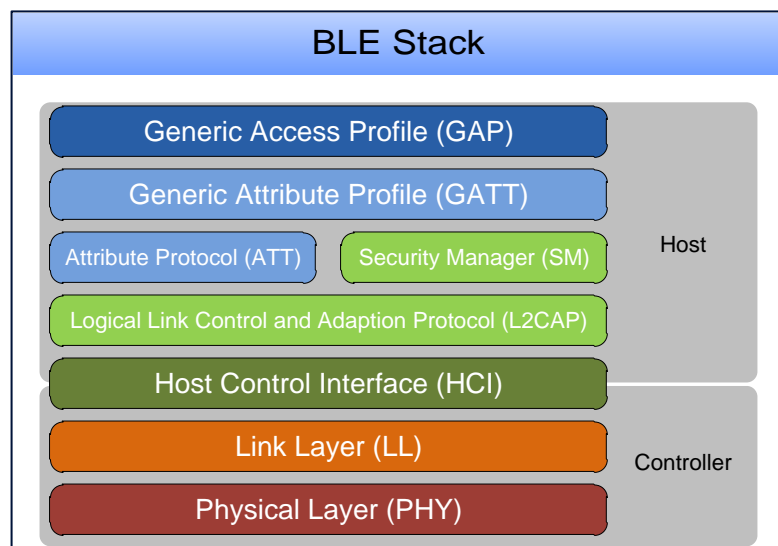 BLE Stack
Generic Access Profile (GAP)
Generic Attribute Profile (GATT)
Attribute Protocol (ATT)
Security Manager (SM)
Host
Logical Link Control and Adaption Protocol (L2CAP)
Host Control Interface (HCI)
Link Layer (LL)
Controller
Physical Layer (PHY)